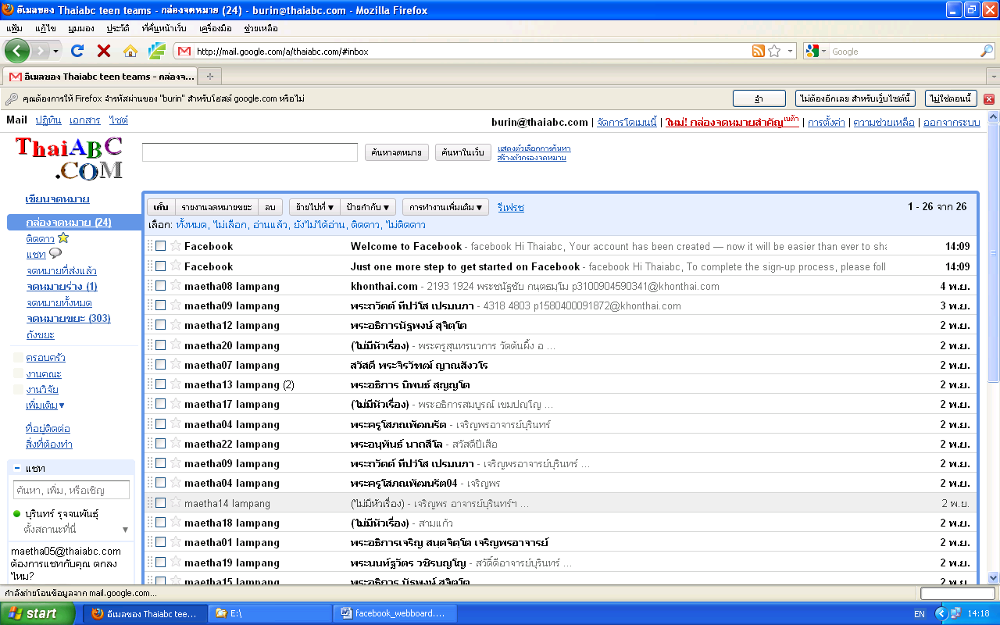 อีเมลของ Thaiabc teen teams - กล่องจดหมาย (24) - burin@thaiabc.com - Mozilla Firefox
แฟ้ม แก้ไข มุมมอง ประวัติ ที่คั่นหน้าเว็บ เครื่องมือ ช่วยเหลือ
http://mail.google.com/a/thaiabc.com/#inbox Google
อีเมลของ Thaiabc teen teams - กล่องจ...
คุณต้องการให้ Firefox จำรหัสผ่านของ "burin" สำหรับโฮสต์ google.com หรือไม่ จำ ไม่ต้องอีกเลย สำหรับเว็บไซต์นี้ ไม่ใช่ตอนนี้
Mail ปฏิทิน เอกสาร ไซต์ burin@thaiabc.com | จัดการโดเมนนี้ | ใหม่! กล่องจดหมายสำคัญเบต้า | การตั้งค่า | ความช่วยเหลือ | ออกจากระบบ
ThaiABC
.COM
ค้นหาจดหมาย ค้นหาในเว็บ แสดงตัวเลือกการค้นหา
สร้างตัวกรองจดหมาย
เขียนจดหมาย
กล่องจดหมาย (24)
ติดดาว
แชท
จดหมายที่ส่งแล้ว
จดหมายร่าง (1)
จดหมายทั้งหมด
จดหมายขยะ (303)
ถังขยะ
ครอบครัว
งานคณะ
งานวิจัย
เพิ่มเติม▼
ที่อยู่ติดต่อ
สิ่งที่ต้องทำ
แชท
ค้นหา, เพิ่ม, หรือเชิญ
บุรินทร์ รุจจนพันธุ์
ตั้งสถานะที่นี่
maetha05@thaiabc.com
ต้องการแชทกับคุณ ตกลง
ไหม?
เก็บ รายงานจดหมายขยะ ลบ ย้ายไปที่ ▼ ป้ายกำกับ ▼ การทำงานเพิ่มเติม ▼ รีเฟรช 1 - 26 จาก 26
เลือก: ทั้งหมด, ไม่เลือก, อ่านแล้ว, ยังไม่ได้อ่าน, ติดดาว, ไม่ติดดาว
Facebook Welcome to Facebook - facebook Hi Thaiabc, Your account has been created — now it will be easier than ever to sha 14:09
Facebook Just one more step to get started on Facebook - facebook Hi Thaiabc, To complete the sign-up process, please foll 14:09
maetha08 lampang khonthai.com - 2193 1924 พระชนัฐชัย กนฺตธมฺโม p3100904590341@khonthai.com 4 พ.ย.
maetha09 lampang พระถวัตต์ ทีปวํโส เปรมนภา - 4318 4803 p1580400091872@khonthai.com 3 พ.ย.
maetha12 lampang พระอธิการนัฐพงษ์ สุจิตฺโต 2 พ.ย.
maetha20 lampang (ไม่มีหัวเรื่อง) - พระครูสุนทรนวการ วัดต้นผึ้ง อ ... 2 พ.ย.
maetha07 lampang สวัสดี พระจิรวัฑฒ์ ญาณสังวโร 2 พ.ย.
maetha13 lampang (2) พระอธิการ นิพนธ์ สุญญฺโต 2 พ.ย.
maetha17 lampang (ไม่มีหัวเรื่อง) - พระอธิการสมบูรณ์ เขมปญฺโญ ... 2 พ.ย.
maetha04 lampang พระครูโสภณพัฒนรัต - เจริญพรอาจารย์บุรินทร์ 2 พ.ย.
maetha22 lampang พระอนุพันธ์ นาถสีโล - สวัสดีปีเสือ 2 พ.ย.
maetha09 lampang พระถวัตต์ ทีปวํโส เปรมนภา - เจริญพรอาจารย์บุรินทร์ ... 2 พ.ย.
maetha04 lampang พระครูโสภณพัฒนรัต04 - เจริญพร 2 พ.ย.
maetha14 lampang (ไม่มีหัวเรื่อง) - เจริญพร อาจารย์บุรินทร์ฯ ... 2 พ.ย.
maetha18 lampang (ไม่มีหัวเรื่อง) - สามแก้ว 2 พ.ย.
maetha01 lampang พระอธิการเจริญ สนฺตจิตฺโต เจริญพรอาจารย์ 2 พ.ย.
maetha19 lampang พระนนท์ธวัตร วชิรบญฺโญ - สวัดิ์ดีอาจารย์บุรินทร์ ... 2 พ.ย.
maetha15 lampang พระอธิการ นัฐพงษ์ สุจิตฺโต 2 พ.ย.
กำลังถ่ายโอนข้อมูลจาก mail.google.com...
start อีเมลของ Thaiabc tee... E:\ facebook_webboard.... EN 14:18